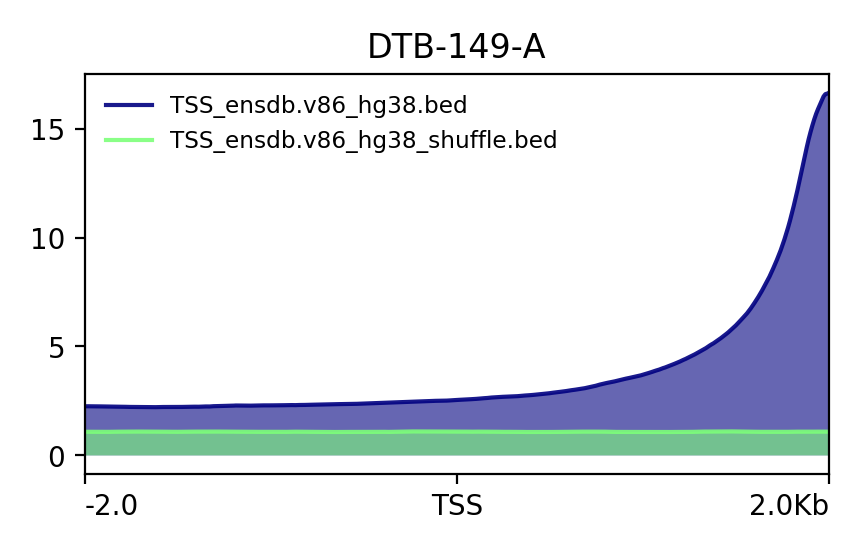 DTB-149-A
TSS_ensdb.v86_hg38.bed
TSS_ensdb.v86_hg38_shuffle.bed
15
10
5
0
-2.0 TSS 2.0Kb